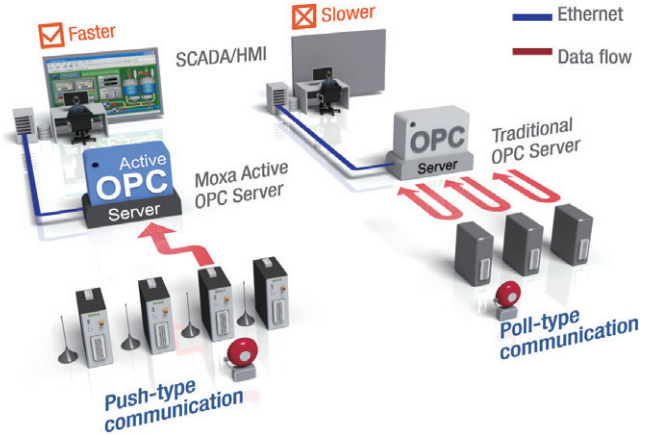 Faster
SCADA/HMI
Slower
Ethernet
Data flow
Active
OPC
Server
Moxa Active
OPC Server
OPC
Server
Traditional
OPC Server
Push-type
communication
Poll-type
communication